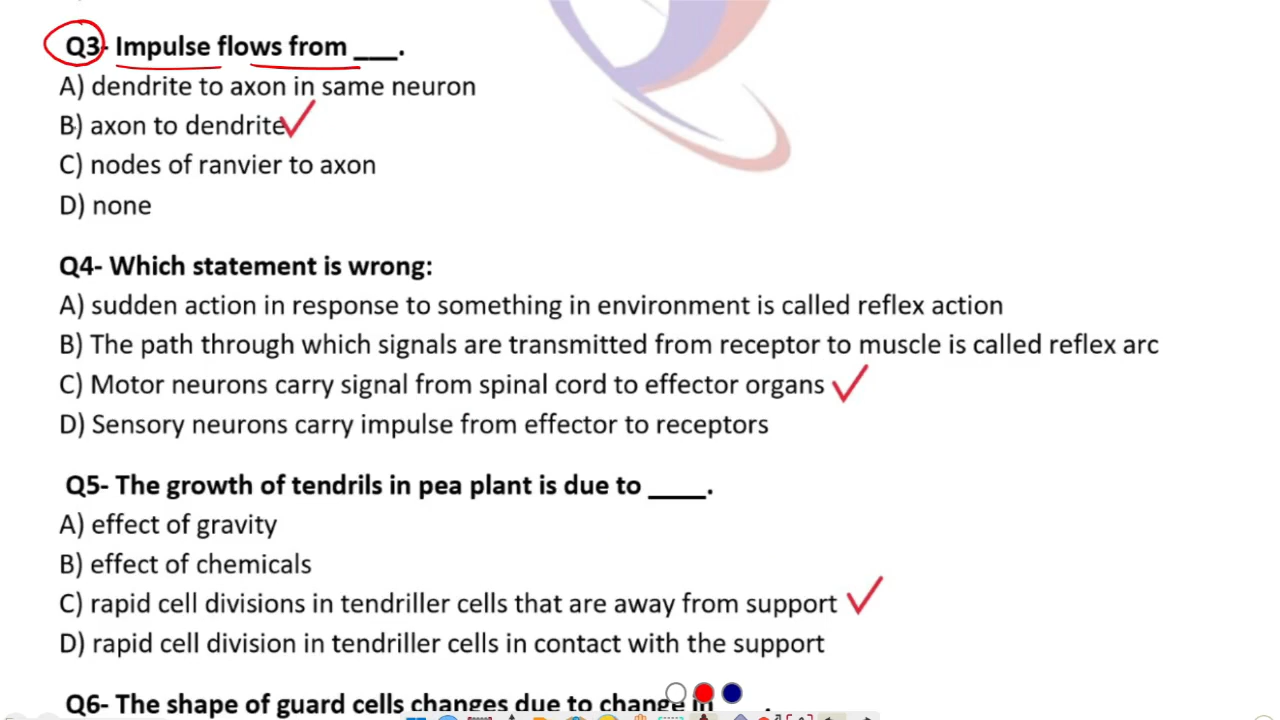 Q3- Impulse flows from ___.
A) dendrite to axon in same neuron
B) axon to dendrite
C) nodes of ranvier to axon
D) none
Q4- Which statement is wrong:
A) sudden action in response to something in environment is called reflex action
B) The path through which signals are transmitted from receptor to muscle is called reflex arc
C) Motor neurons carry signal from spinal cord to effector organs
D) Sensory neurons carry impulse from effector to receptors
Q5- The growth of tendrils in pea plant is due to ____.
A) effect of gravity
B) effect of chemicals
C) rapid cell divisions in tendriller cells that are away from support
D) rapid cell division in tendriller cells in contact with the support
Q6- The shape of guard cells changes due to change in ____.